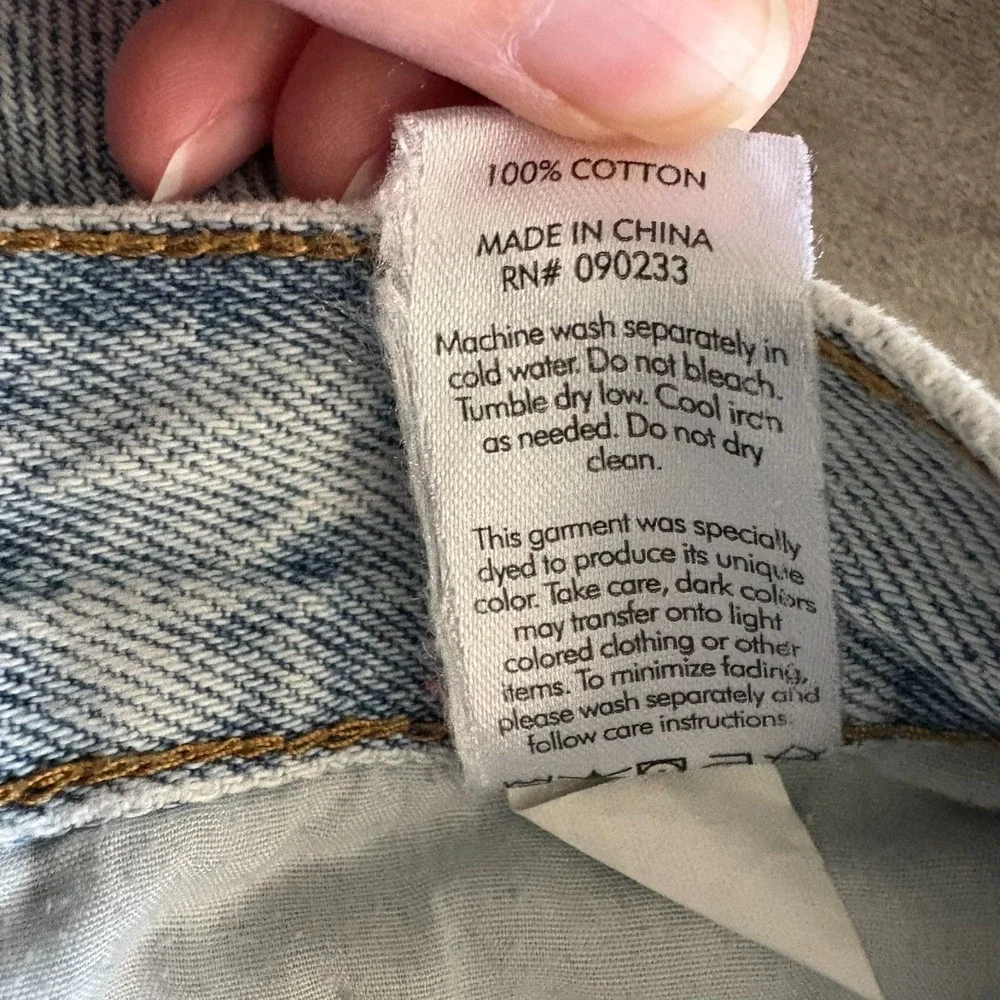 100% COTTON
MADE IN CHINA
RN# 090233
Machine wash separately in
cold water. Do not bleach.
Tumble dry low. Cool iron
as needed. Do not dry
clean.
This garment was specially
dyed to produce its unique
color. Take care, dark colors
may transfer onto light
colored clothing or other
items. To minimize fading,
please wash separately and
follow care instructions.